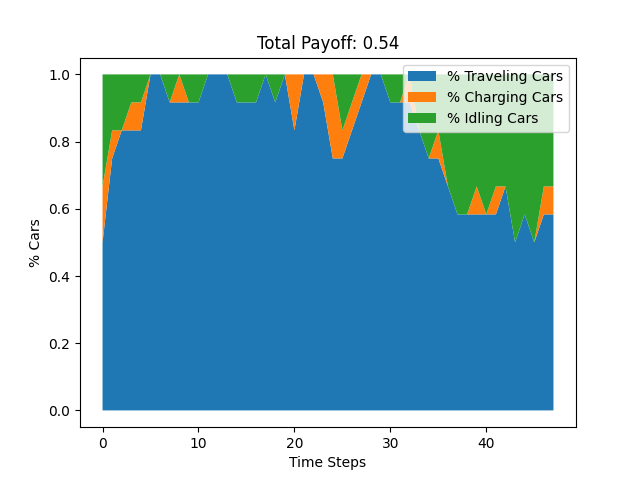 Total Payoff: 0.54
1.0
0.8
0.6
0.4
0.2
0.0
% Cars
% Traveling Cars
% Charging Cars
% Idling Cars
0 10 20 30 40
Time Steps